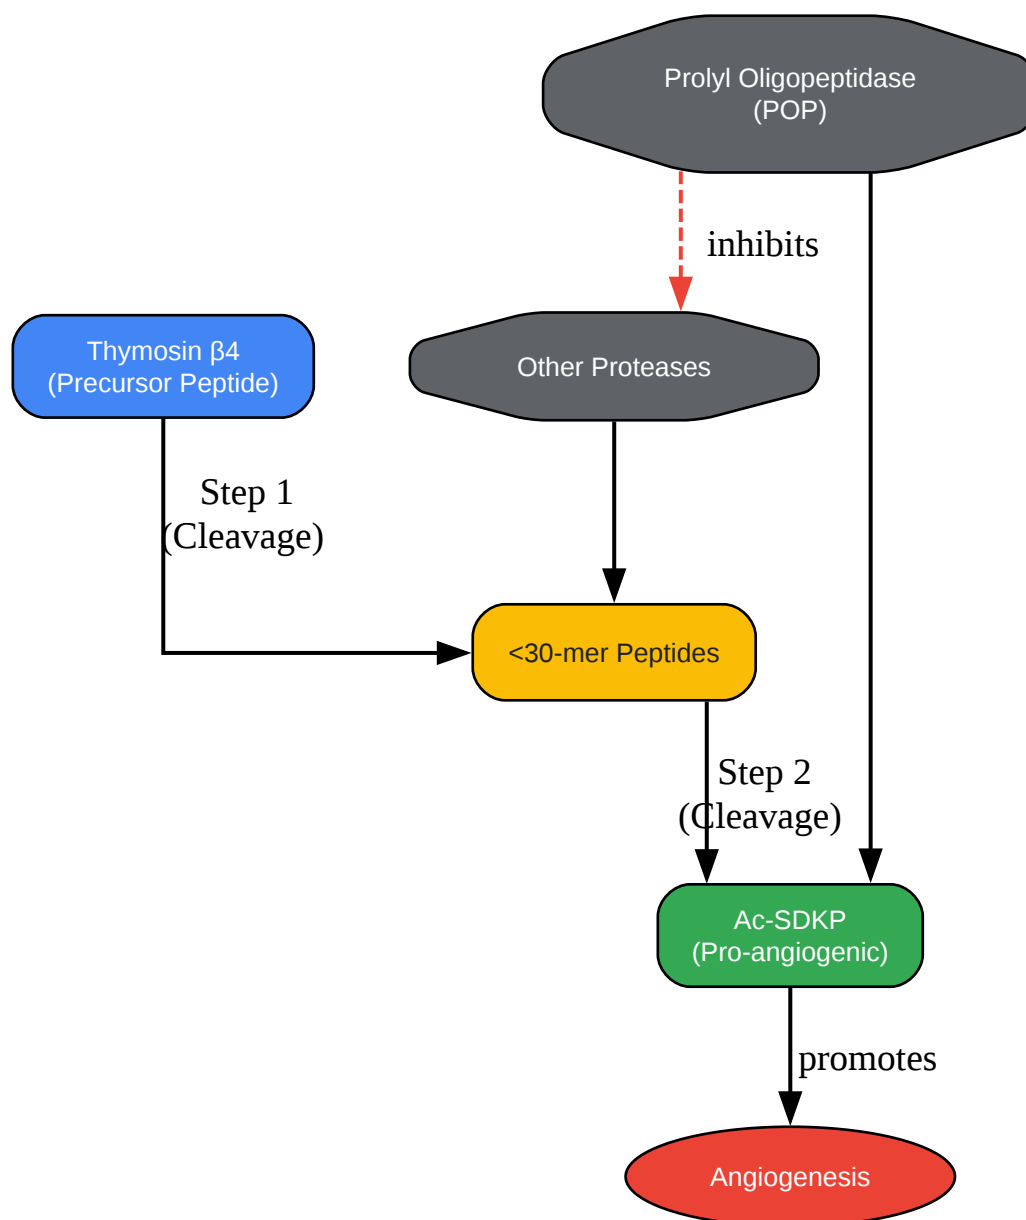 Prolyl Oligopeptidase
(POP)
inhibits
Thymosin β4
(Precursor Peptide)
Other Proteases
Step 1
(Cleavage)
<30-mer Peptides
Step 2
(Cleavage)
Ac-SDKP
(Pro-angiogenic)
promotes
Angiogenesis